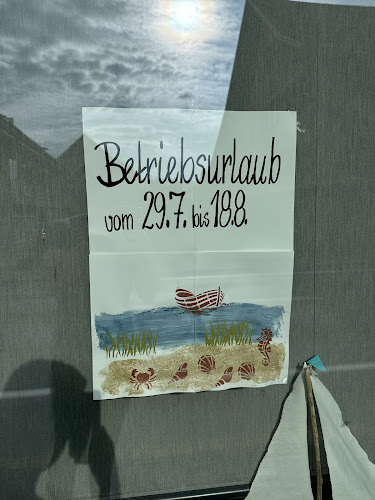 Betriebsurlaub
vom 29.7. bis 18.8.